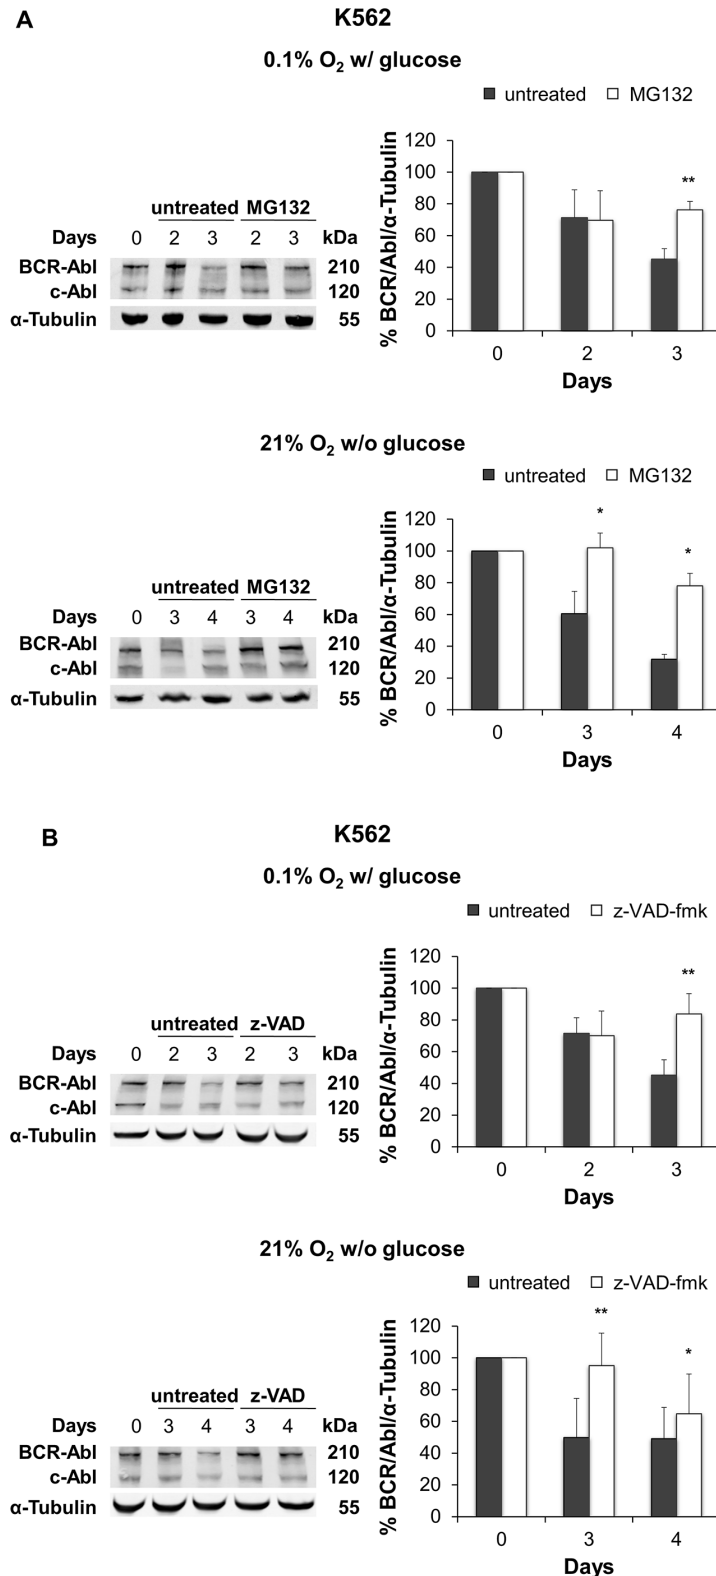 A
K562
0.1% O₂ w/ glucose
untreated MG132
untreated MG132
Days 0 2 3 2 3 kDa
BCR-Abl 210
c-Abl 120
α-Tubulin 55
% BCR/Abl/α-Tubulin
120
100
80
60
40
20
0
**
0 2 3
Days
21% O₂ w/o glucose
untreated MG132
untreated MG132
Days 0 3 4 3 4 kDa
BCR-Abl 210
c-Abl 120
α-Tubulin 55
% BCR/Abl/α-Tubulin
120
100
80
60
40
20
0
* *
0 3 4
Days
B
K562
0.1% O₂ w/ glucose
untreated z-VAD-fmk
untreated z-VAD
Days 0 2 3 2 3 kDa
BCR-Abl 210
c-Abl 120
α-Tubulin 55
% BCR/Abl/α-Tubulin
120
100
80
60
40
20
0
**
0 2 3
Days
21% O₂ w/o glucose
untreated z-VAD-fmk
untreated z-VAD
Days 0 3 4 3 4 kDa
BCR-Abl 210
c-Abl 120
α-Tubulin 55
% BCR/Abl/α-Tubulin
120
100
80
60
40
20
0
** *
0 3 4
Days